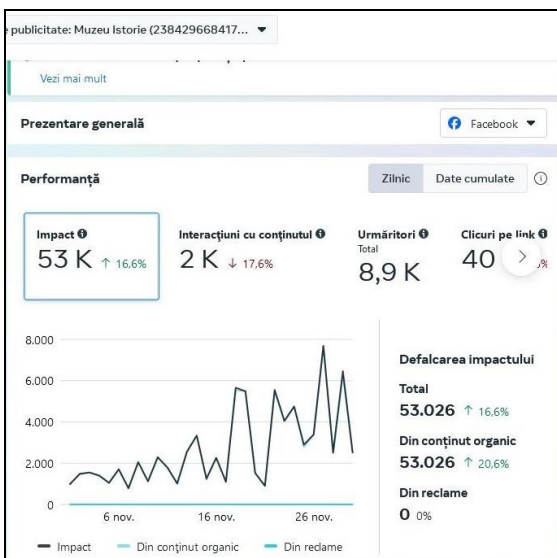 e publicitate: Muzeu Istorie (238429668417...
Vezi mai mult
Prezentare generală
Facebook
Performanță
Zilnic
Date cumulate
Impact
53 K ↑ 16,6%
Interacțiuni cu conținutul
2 K ↓ 17,6%
Urmăritori
Total
8,9 K
Clicuri pe link
40
8.000
6.000
4.000
2.000
0
6 nov.
16 nov.
26 nov.
Impact
Din conținut organic
Din reclame
Defalcarea impactului
Total
53.026 ↑ 16,6%
Din conținut organic
53.026 ↑ 20,6%
Din reclame
0 0%